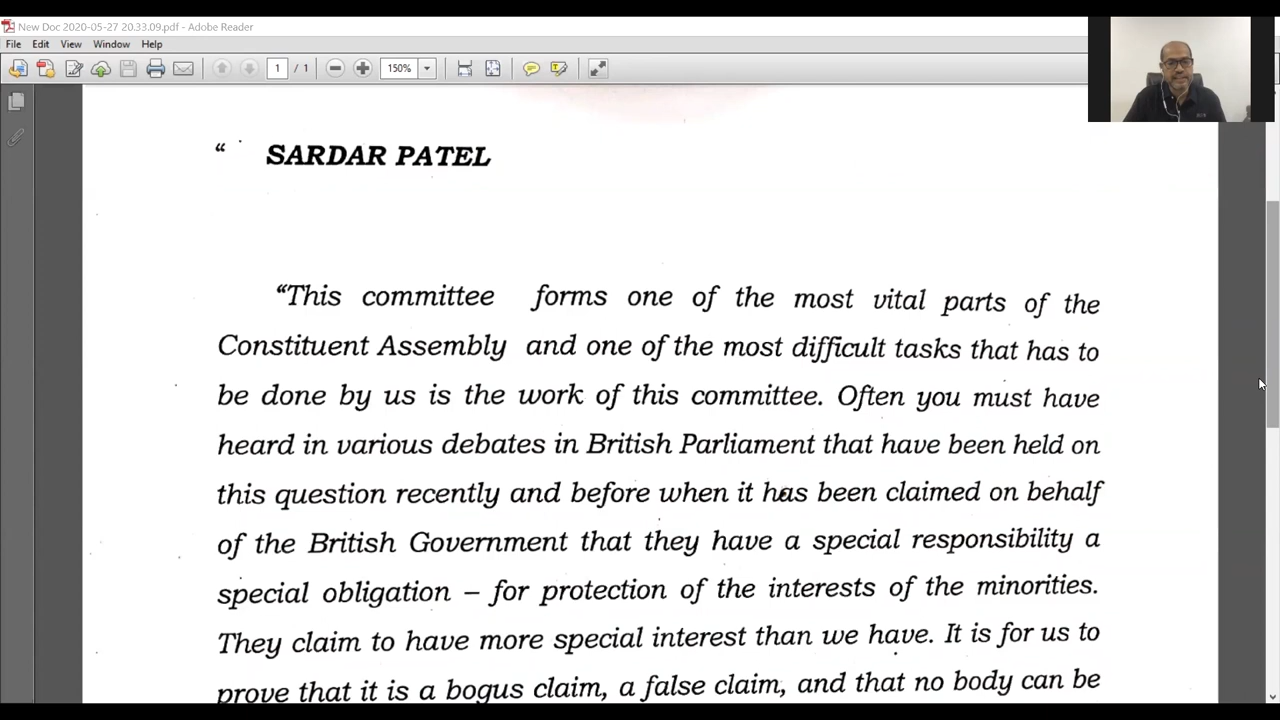 New Doc 2020-05-27 20.33.09.pdf - Adobe Reader
File Edit View Window Help
1 / 1 150%
“ SARDAR PATEL
“This committee forms one of the most vital parts of the
Constituent Assembly and one of the most difficult tasks that has to
be done by us is the work of this committee. Often you must have
heard in various debates in British Parliament that have been held on
this question recently and before when it has been claimed on behalf
of the British Government that they have a special responsibility a
special obligation – for protection of the interests of the minorities.
They claim to have more special interest than we have. It is for us to
prove that it is a bogus claim, a false claim, and that no body can be